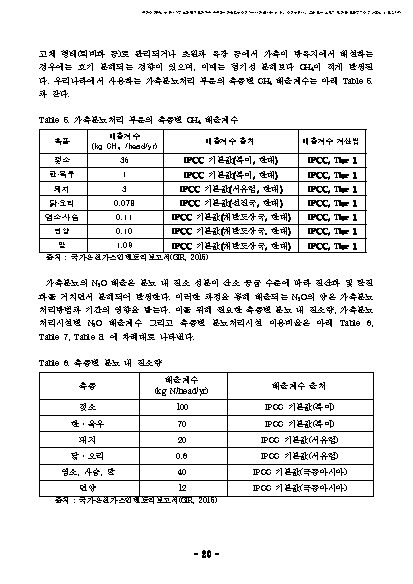 고체 형태(퇴비화 등)로 관리되거나 초원과 목장 등에서 가축이 방목지에서 배설하는
경우에는 호기 분해되는 경향이 있으며, 이때는 혐기성 분해보다 CH₄이 적게 발생된
다. 우리나라에서 사용하는 가축분뇨처리 부문의 축종별 CH₄ 배출계수는 아래 Table 5.
와 같다.
Table 5. 가축분뇨처리 부문의 축종별 CH₄ 배출계수
축종 배출계수 (kg CH₄ /head/yr) 배출계수 출처 배출계수 계산법
젖소 36 IPCC 기본값(북미, 한대) IPCC, Tier 1
한·육우 1 IPCC 기본값(북미, 한대) IPCC, Tier 1
돼지 3 IPCC 기본값(서유럽, 한대) IPCC, Tier 1
닭·오리 0.078 IPCC 기본값(선진국, 한대) IPCC, Tier 1
염소·사슴 0.11 IPCC 기본값(개발도상국, 한대) IPCC, Tier 1
면양 0.10 IPCC 기본값(개발도상국, 한대) IPCC, Tier 1
말 1.09 IPCC 기본값(개발도상국, 한대) IPCC, Tier 1
출처 : 국가온실가스인벤토리보고서(GIR, 2015)
가축분뇨의 N₂O 배출은 분뇨 내 질소 성분이 산소 공급 수준에 따라 질산화 및 탈질
화를 거치면서 분해되어 발생한다. 이러한 과정을 통해 배출되는 N₂O의 양은 가축분뇨
처리방법과 기간의 영향을 받는다. 이를 위해 필요한 축종별 분뇨 내 질소량, 가축분뇨
처리시설별 N₂O 배출계수 그리고 축종별 분뇨처리시설 이용비율은 아래 Table 6,
Table 7, Table 8 에 차례대로 나타낸다.
Table 6. 축종별 분뇨 내 질소량
축종 배출계수 (kg N/head/yr) 배출계수 출처
젖소 100 IPCC 기본값(북미)
한·육우 70 IPCC 기본값(북미)
돼지 20 IPCC 기본값(서유럽)
닭·오리 0.6 IPCC 기본값(서유럽)
염소, 사슴, 말 40 IPCC 기본값(극동아시아)
면양 12 IPCC 기본값(극동아시아)
출처 : 국가온실가스인벤토리보고서(GIR, 2015)
- 20 -